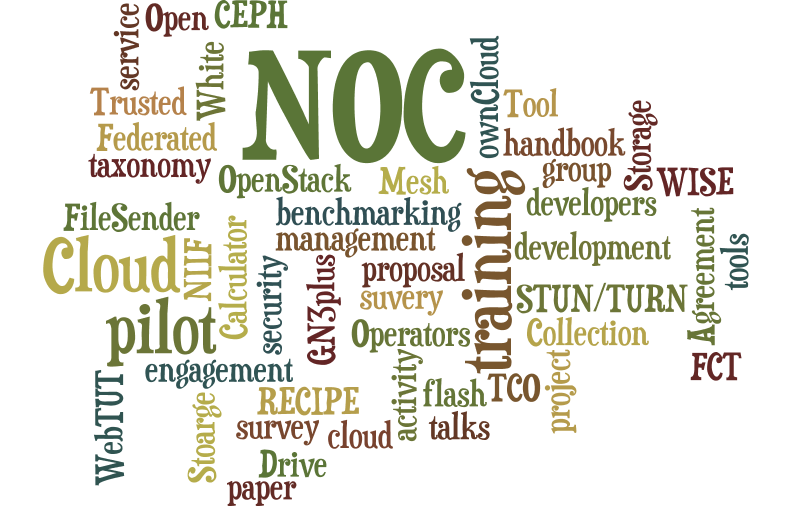 service
Open
CEPH
White
NOC
ownCloud
Trusted
Tool
Federated
handbook
Storage
taxonomy
group
OpenStack
Mesh
WISE
training
FileSender
benchmarking
developers
management
Cloud
NIIF
Calculator
development
Agreement
tools
security
GN3plus
proposal
suvery
STUN/TURN
pilot
Operators
Collection
engagement
FCT
WebTUT
activity
flash
TCO
project
Stoarge
RECIPE
survey
cloud
talks
Drive
paper